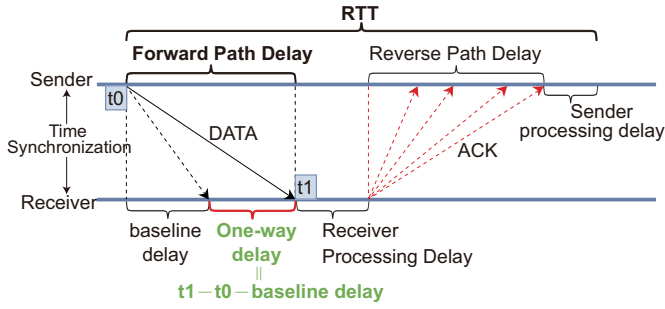 RTT
Forward Path Delay
Reverse Path Delay
Sender
t0
DATA
Time
Synchronization
ACK
Sender
processing delay
Receiver
t1
baseline
delay
One-way
delay
=
t1−t0−baseline delay
Receiver
Processing Delay